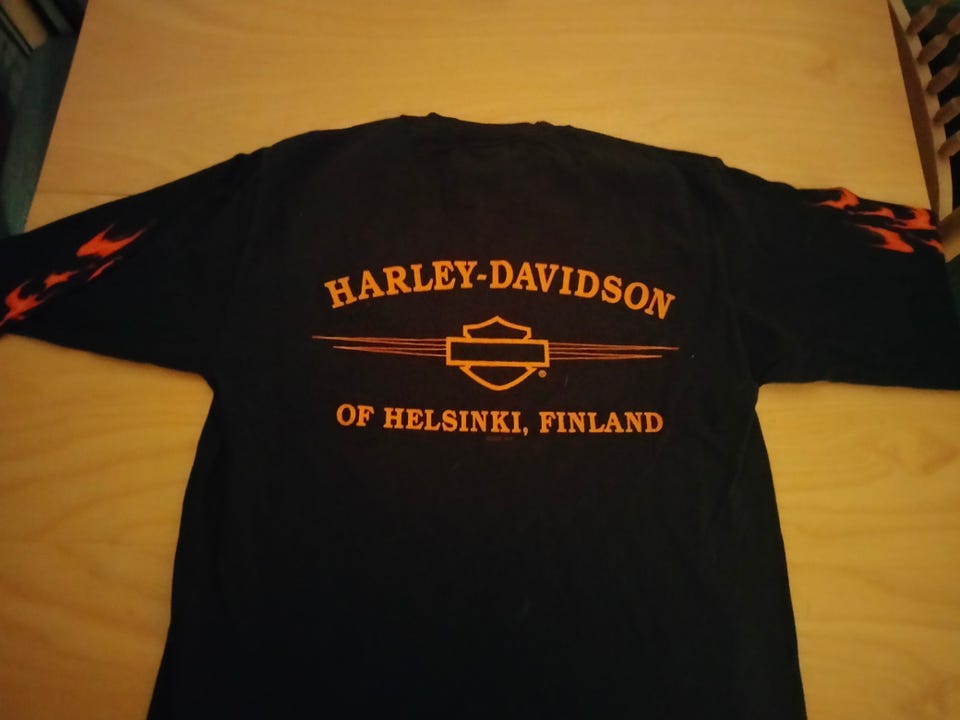 HARLEY-DAVIDSON
®
OF HELSINKI, FINLAND